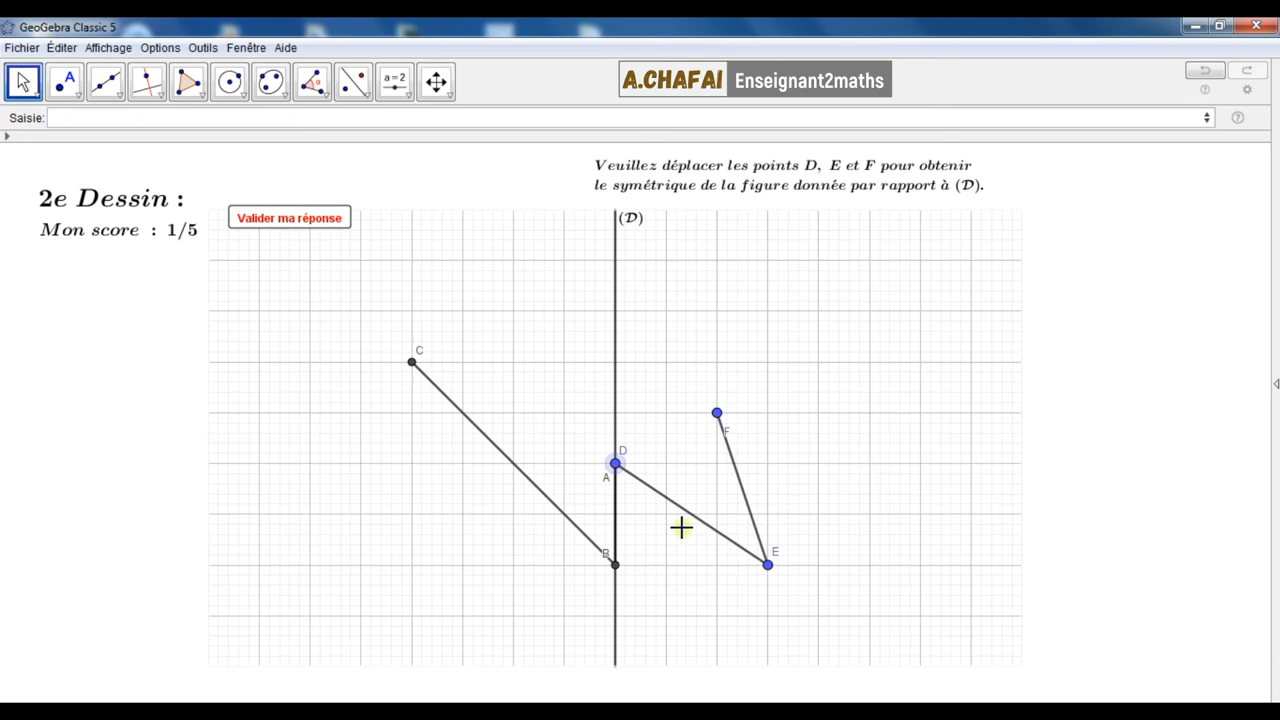 GeoGebra Classic 5
Fichier Éditer Affichage Options Outils Fenêtre Aide
A α a=2
A.CHAFAI Enseignant2maths
Saisie:
Veuillez déplacer les points D, E et F pour obtenir
le symétrique de la figure donnée par rapport à (𝒟).
2e Dessin :
Valider ma réponse
(𝒟)
Mon score : 1/5
C
F
D
A
B
E